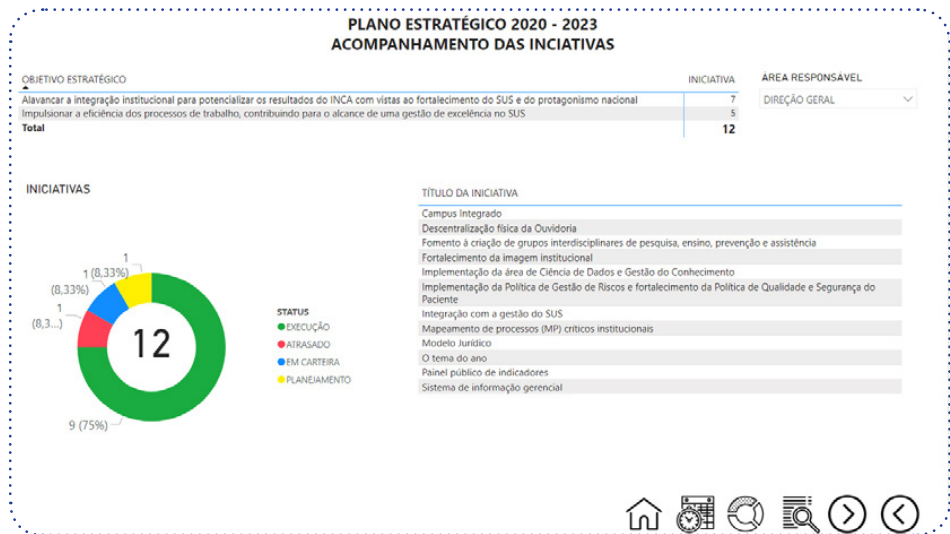 PLANO ESTRATÉGICO 2020 - 2023
ACOMPANHAMENTO DAS INCIATIVAS
OBJETIVO ESTRATÉGICO INICIATIVA
Alavancar a integração institucional para potencializar os resultados do INCA com vistas ao fortalecimento do SUS e do protagonismo nacional 7
Impulsionar a eficiência dos processos de trabalho, contribuindo para o alcance de uma gestão de excelência no SUS 5
Total 12
ÁREA RESPONSÁVEL
DIREÇÃO GERAL
INICIATIVAS
1
(8,33%)
1
(8,33%)
1
(8,3...)
12
9 (75%)
STATUS
EXECUÇÃO
ATRASADO
EM CARTEIRA
PLANEJAMENTO
TÍTULO DA INICIATIVA
Campus Integrado
Descentralização física da Ouvidoria
Fomento à criação de grupos interdisciplinares de pesquisa, ensino, prevenção e assistência
Fortalecimento da imagem institucional
Implementação da área de Ciência de Dados e Gestão do Conhecimento
Implementação da Política de Gestão de Riscos e fortalecimento da Política de Qualidade e Segurança do
Paciente
Integração com a gestão do SUS
Mapeamento de processos (MP) críticos institucionais
Modelo Jurídico
O tema do ano
Painel público de indicadores
Sistema de informação gerencial